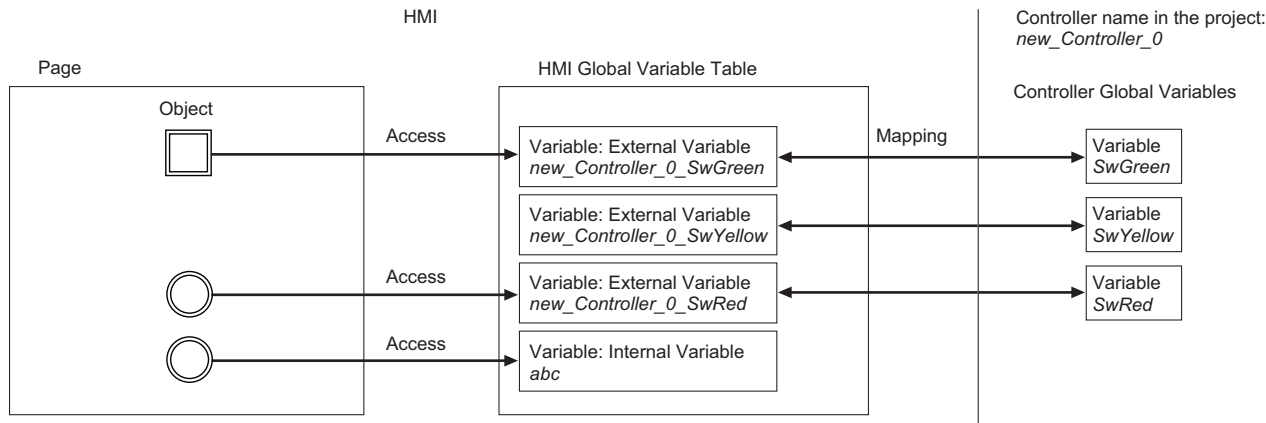 HMI
Controller name in the project:
new_Controller_0
Page
HMI Global Variable Table
Controller Global Variables
Object
Access
Variable: External Variable
new_Controller_0_SwGreen
Mapping
Variable
SwGreen
Variable: External Variable
new_Controller_0_SwYellow
Variable
SwYellow
Access
Variable: External Variable
new_Controller_0_SwRed
Variable
SwRed
Access
Variable: Internal Variable
abc